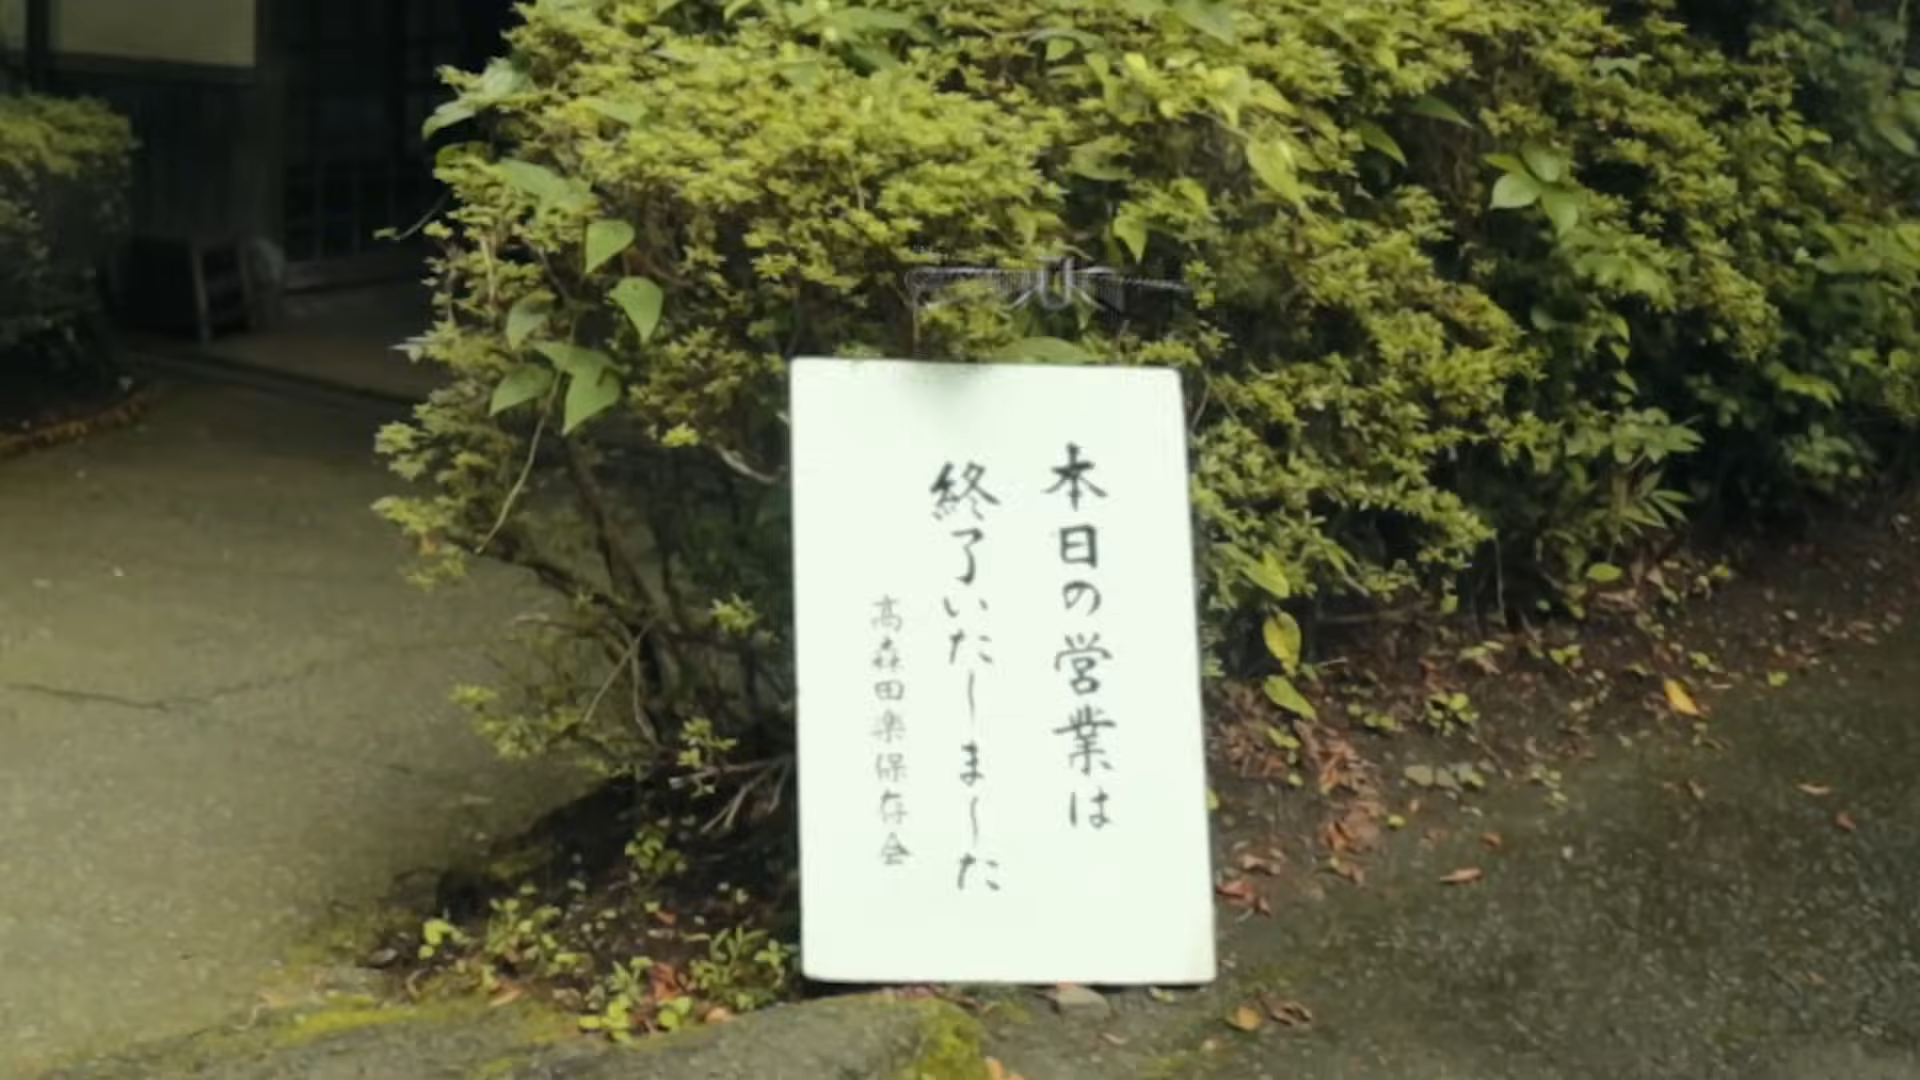 本日の営業は
終了いたしました
高森田楽保存会